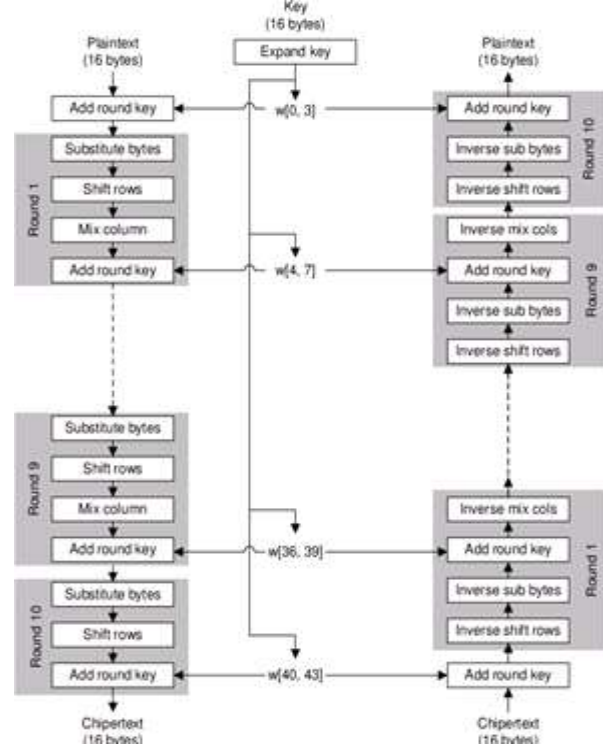 Key
(16 bytes)
Expand key
Plaintext
(16 bytes)
Add round key
Round 1
Substitute bytes
Shift rows
Mix column
Add round key
Round 9
Substitute bytes
Shift rows
Mix column
Add round key
Round 10
Substitute bytes
Shift rows
Add round key
Chipertext
(16 bytes)
w[0, 3]
w[4, 7]
w[36, 39]
w[40, 43]
Plaintext
(16 bytes)
Add round key
Inverse sub bytes
Inverse shift rows
Round 10
Inverse mix cols
Add round key
Inverse sub bytes
Inverse shift rows
Round 9
Inverse mix cols
Add round key
Inverse sub bytes
Inverse shift rows
Round 1
Add round key
Chipertext
(16 bytes)